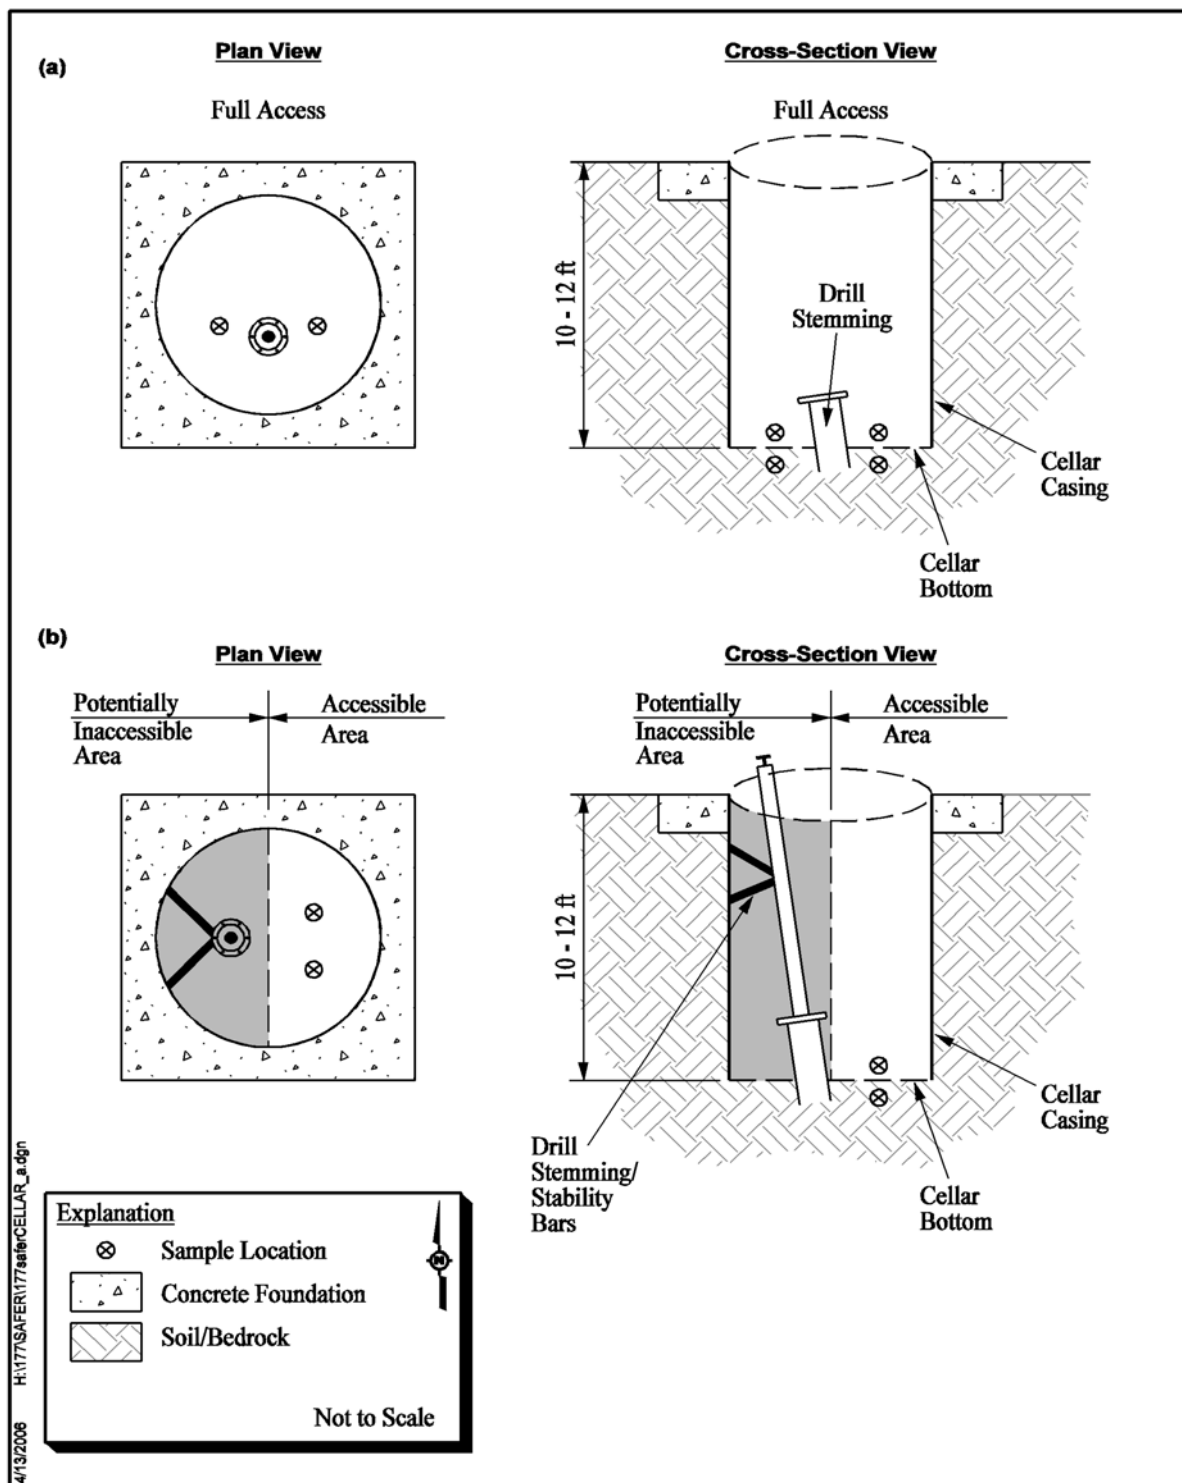 (a)
Plan View
Full Access
Cross-Section View
Full Access
10 - 12 ft
Drill
Stemming
Cellar
Casing
Cellar
Bottom
(b)
Plan View
Potentially
Inaccessible
Area
Accessible
Area
Cross-Section View
Potentially
Inaccessible
Area
Accessible
Area
10 - 12 ft
Drill
Stemming/
Stability
Bars
Cellar
Casing
Cellar
Bottom
Explanation
Sample Location
Concrete Foundation
Soil/Bedrock
N
Not to Scale
4/13/2006 H:\177\SAFER\177saferCELLAR_a.dgn